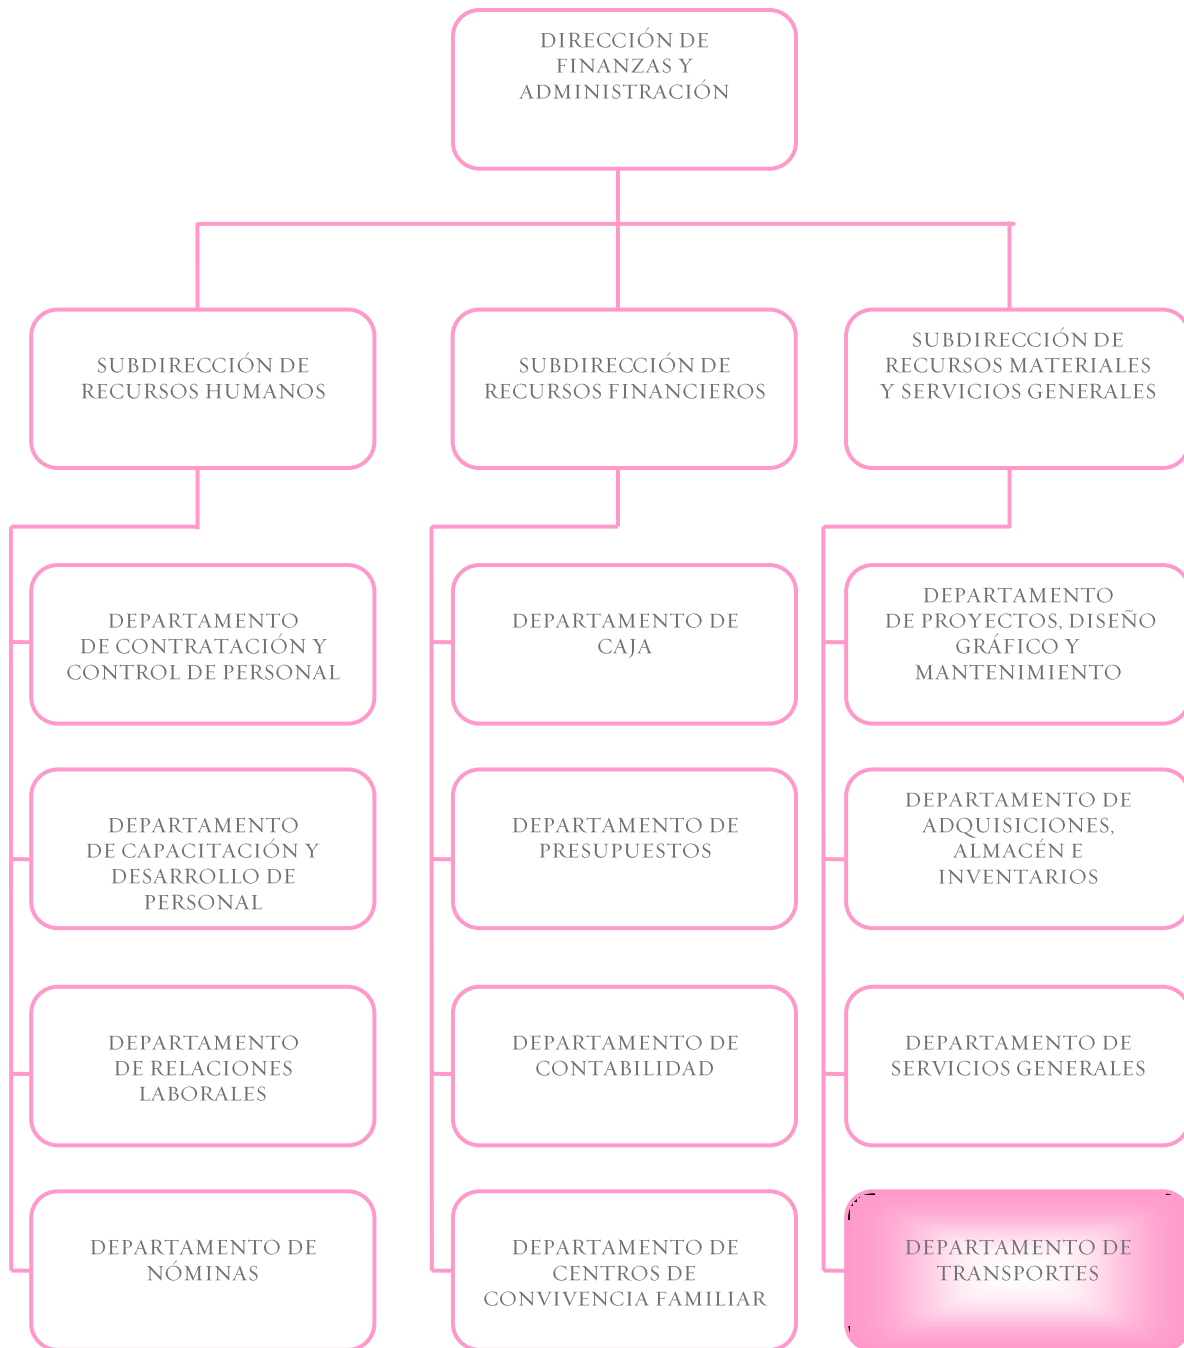 DIRECCIÓN DE
FINANZAS Y
ADMINISTRACIÓN
SUBDIRECCIÓN DE
RECURSOS HUMANOS
SUBDIRECCIÓN DE
RECURSOS FINANCIEROS
SUBDIRECCIÓN DE
RECURSOS MATERIALES
Y SERVICIOS GENERALES
DEPARTAMENTO
DE CONTRATACIÓN Y
CONTROL DE PERSONAL
DEPARTAMENTO DE
CAJA
DEPARTAMENTO
DE PROYECTOS, DISEÑO
GRÁFICO Y
MANTENIMIENTO
DEPARTAMENTO
DE CAPACITACIÓN Y
DESARROLLO DE
PERSONAL
DEPARTAMENTO DE
PRESUPUESTOS
DEPARTAMENTO DE
ADQUISICIONES,
ALMACÉN E
INVENTARIOS
DEPARTAMENTO
DE RELACIONES
LABORALES
DEPARTAMENTO DE
CONTABILIDAD
DEPARTAMENTO DE
SERVICIOS GENERALES
DEPARTAMENTO DE
NÓMINAS
DEPARTAMENTO DE
CENTROS DE
CONVIVENCIA FAMILIAR
DEPARTAMENTO DE
TRANSPORTES